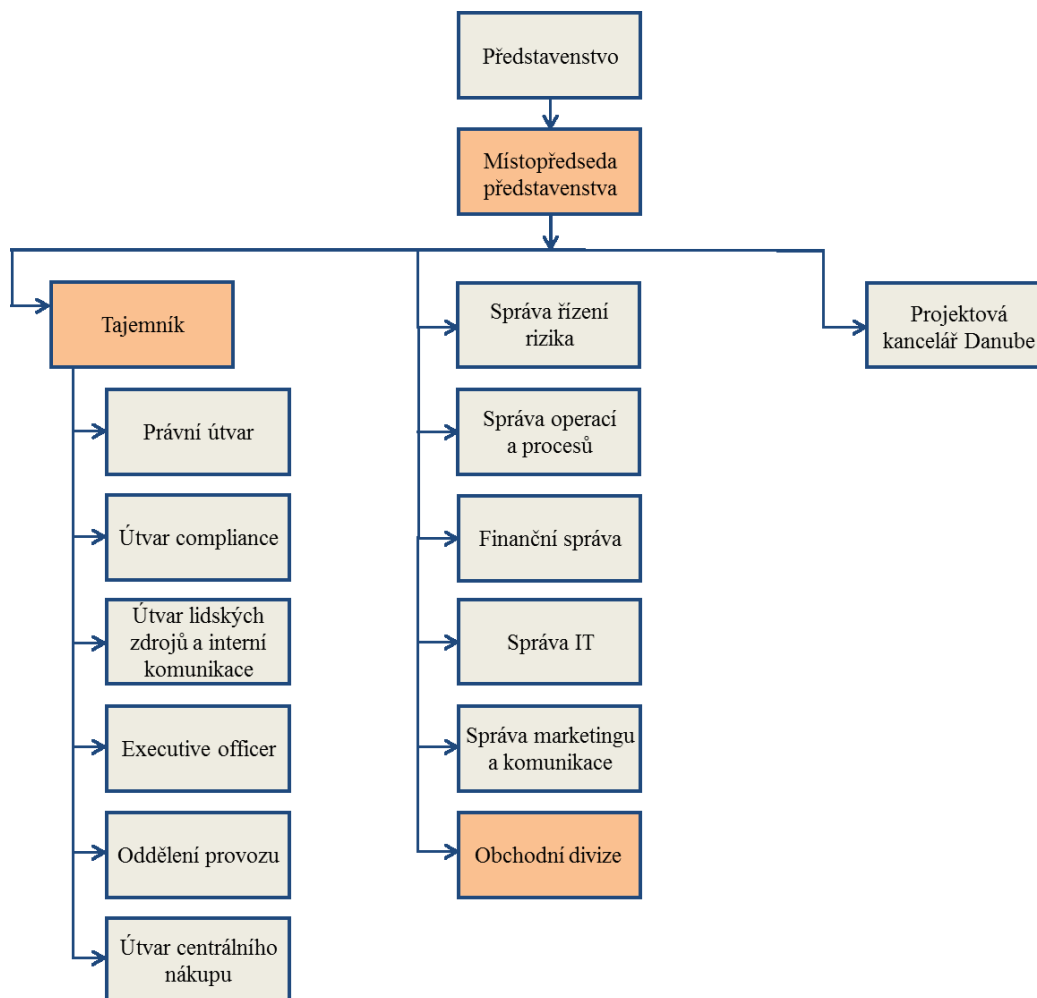 Představenstvo
Místopředseda
představenstva
Tajemník
Právní útvar
Útvar compliance
Útvar lidských
zdrojů a interní
komunikace
Executive officer
Oddělení provozu
Útvar centrálního
nákupu
Správa řízení
rizika
Správa operací
a procesů
Finanční správa
Správa IT
Správa marketingu
a komunikace
Obchodní divize
Projektová
kancelář Danube